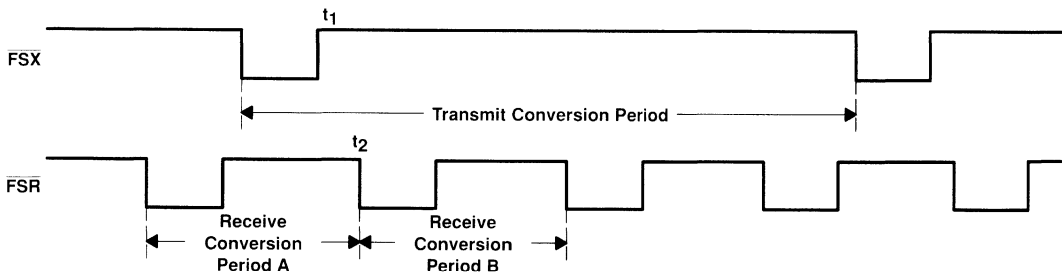 t1
FSX
Transmit Conversion Period
t2
FSR
Receive
Conversion
Period A
Receive
Conversion
Period B